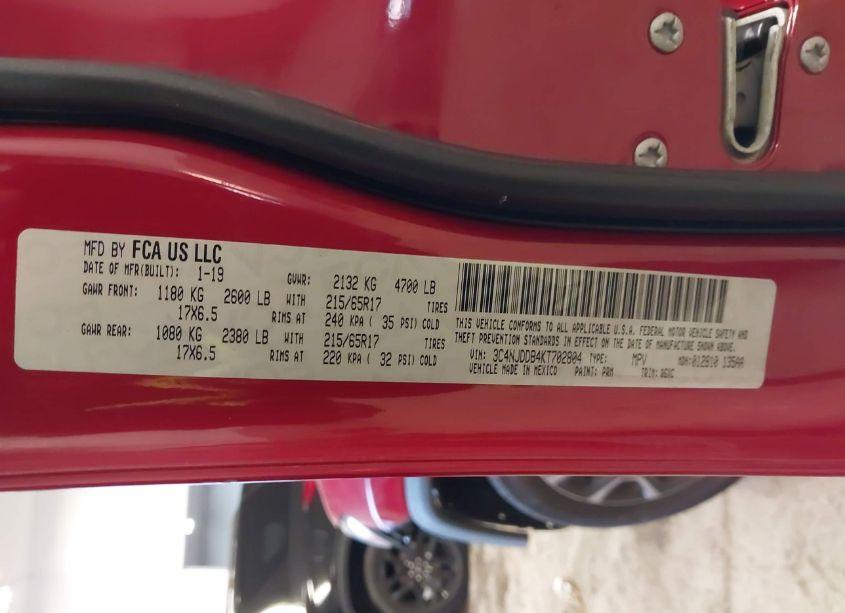 MFD BY FCA US LLC
DATE OF MFR(BUILT): 1-19 GVWR: 2132 KG 4700 LB
GAWR FRONT: 1180 KG 2600 LB WITH 215/65R17 TIRES
17X6.5 RIMS AT 240 KPA ( 35 PSI) COLD
GAWR REAR: 1080 KG 2380 LB WITH 215/65R17 TIRES
17X6.5 RIMS AT 220 KPA ( 32 PSI) COLD
THIS VEHICLE CONFORMS TO ALL APPLICABLE U.S.A. FEDERAL MOTOR VEHICLE SAFETY AND
THEFT PREVENTION STANDARDS IN EFFECT ON THE DATE OF MANUFACTURE SHOWN ABOVE.
VIN: 3C4NJDDB4KT702804 TYPE: MPV MDH:012810 135AA
VEHICLE MADE IN MEXICO PAINT: PRM TRIM: